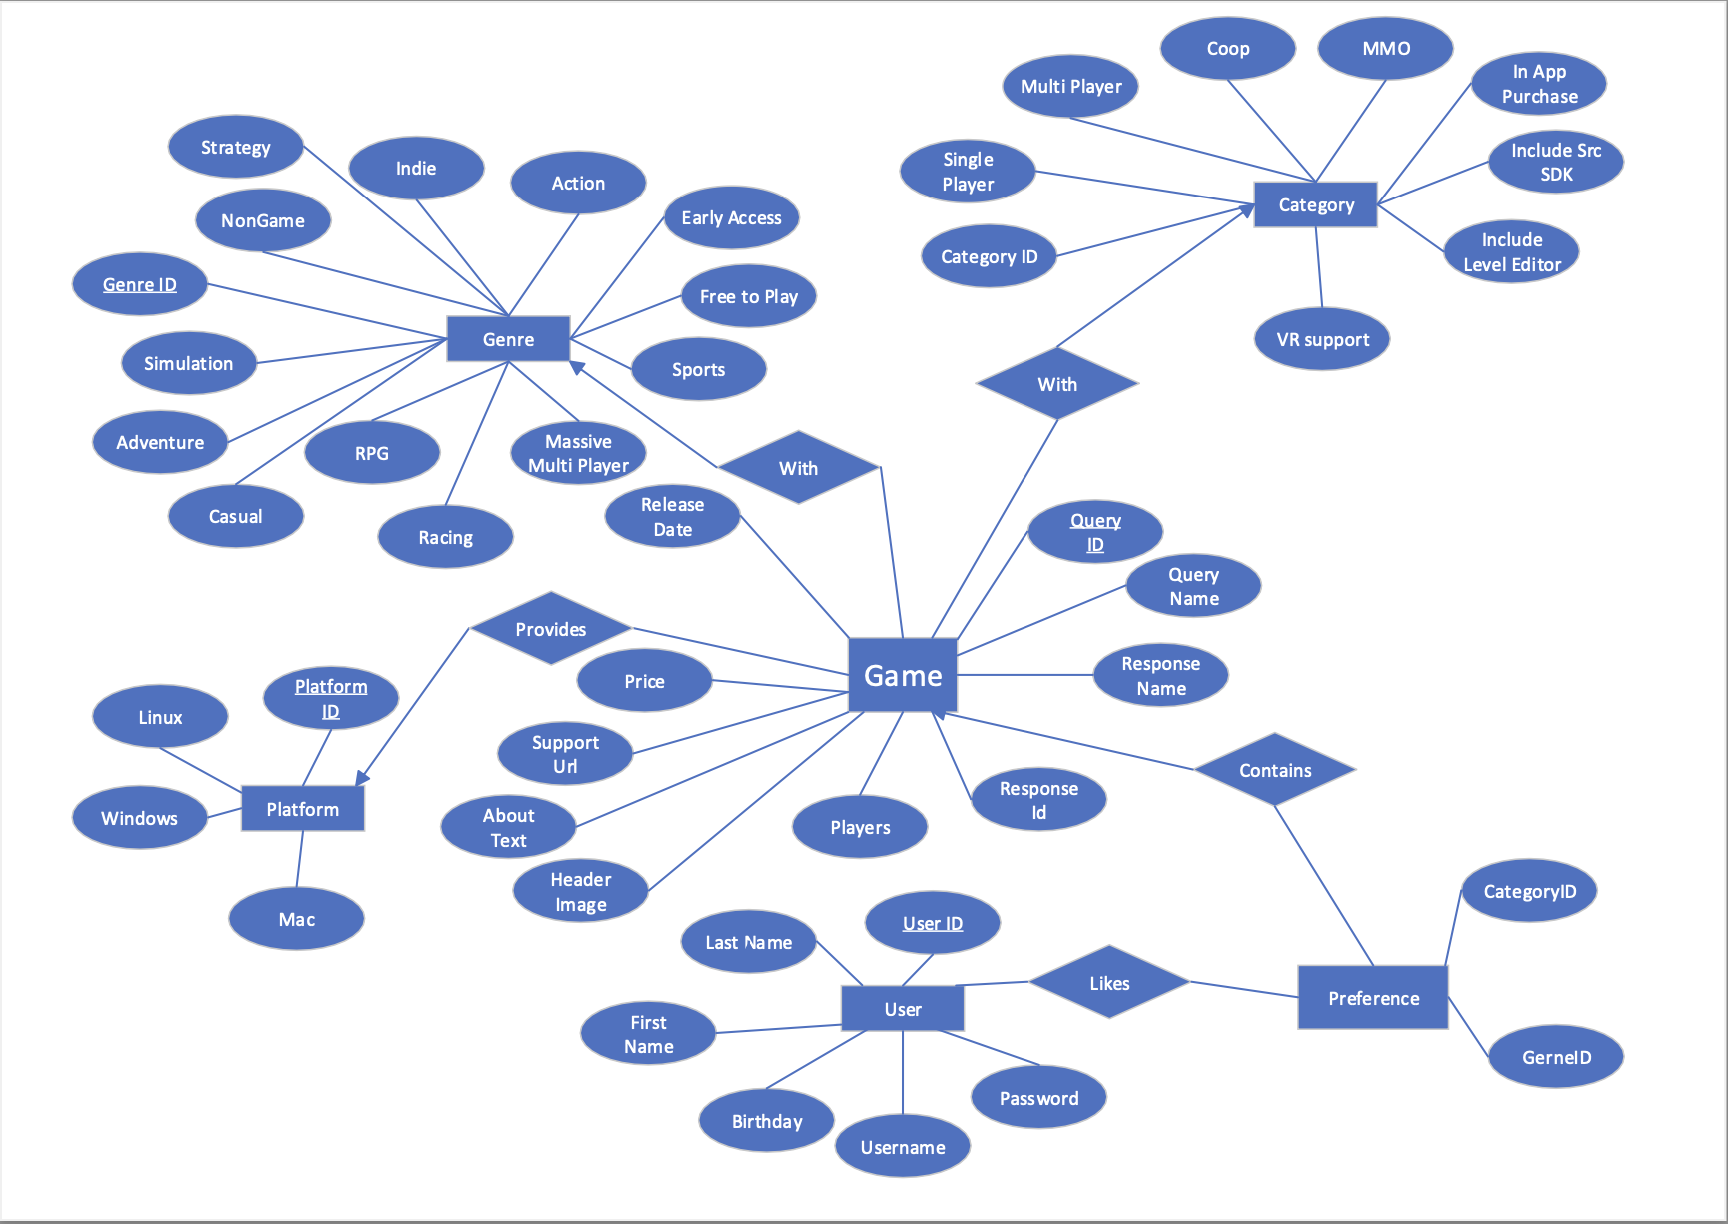 Coop
MMO
Multi Player
In App
Purchase
Strategy
Indie
Action
Single
Player
Include Src
SDK
NonGame
Early Access
Category
Genre ID
Category ID
Include
Level Editor
Free to Play
Genre
VR support
Simulation
Sports
With
Adventure
RPG
Massive
Multi Player
With
Casual
Racing
Release
Date
Query
ID
Query
Name
Provides
Price
Game
Response
Name
Linux
Platform
ID
Support
Url
Contains
Windows
Platform
About
Text
Players
Response
Id
Header
Image
Mac
CategoryID
Last Name
User ID
Likes
User
Preference
First
Name
GerneID
Birthday
Username
Password